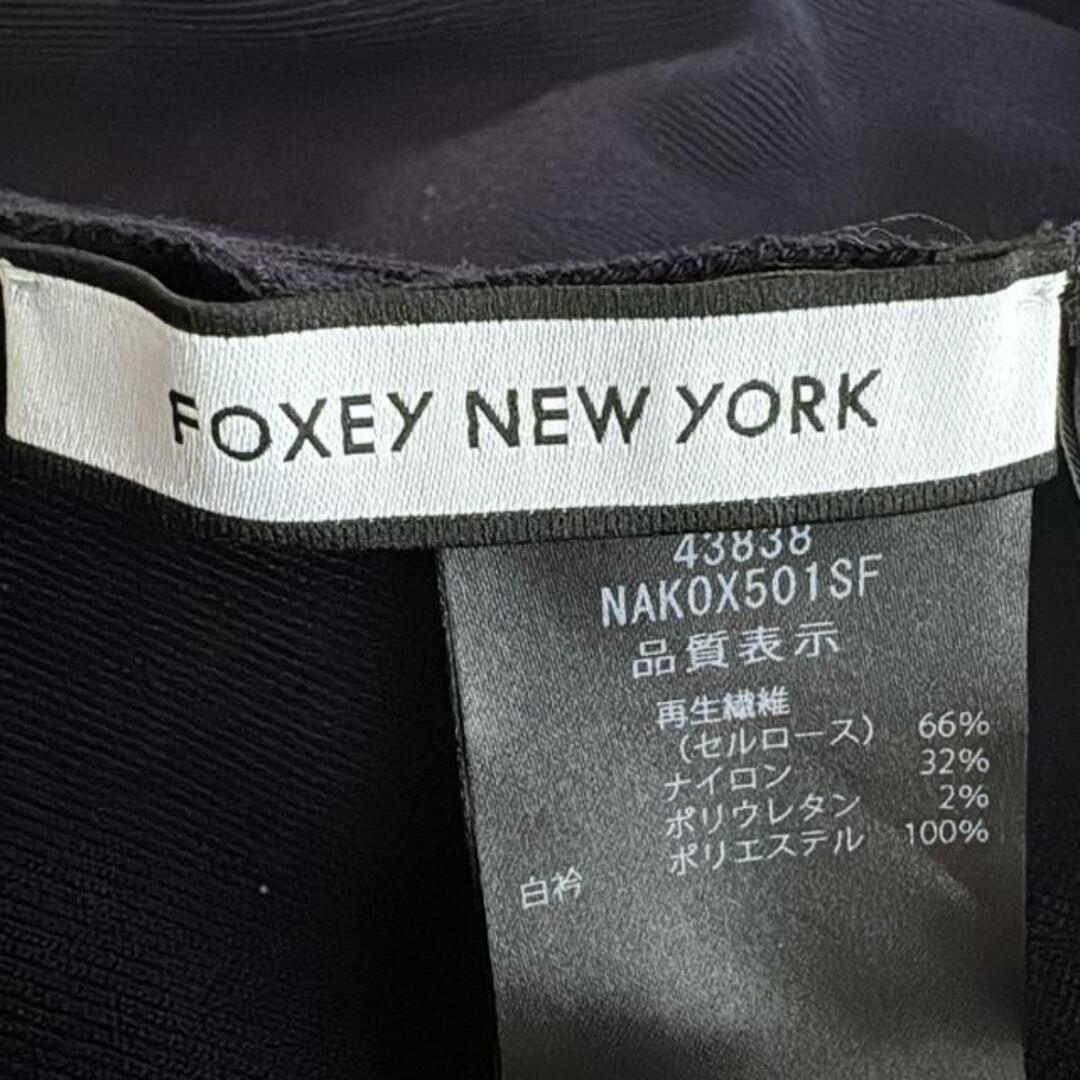 FOXEY NEW YORK
43838
NAKOX501SF
品質表示
再生繊維
(セルロース) 66%
ナイロン 32%
ポリウレタン 2%
白衿 ポリエステル 100%